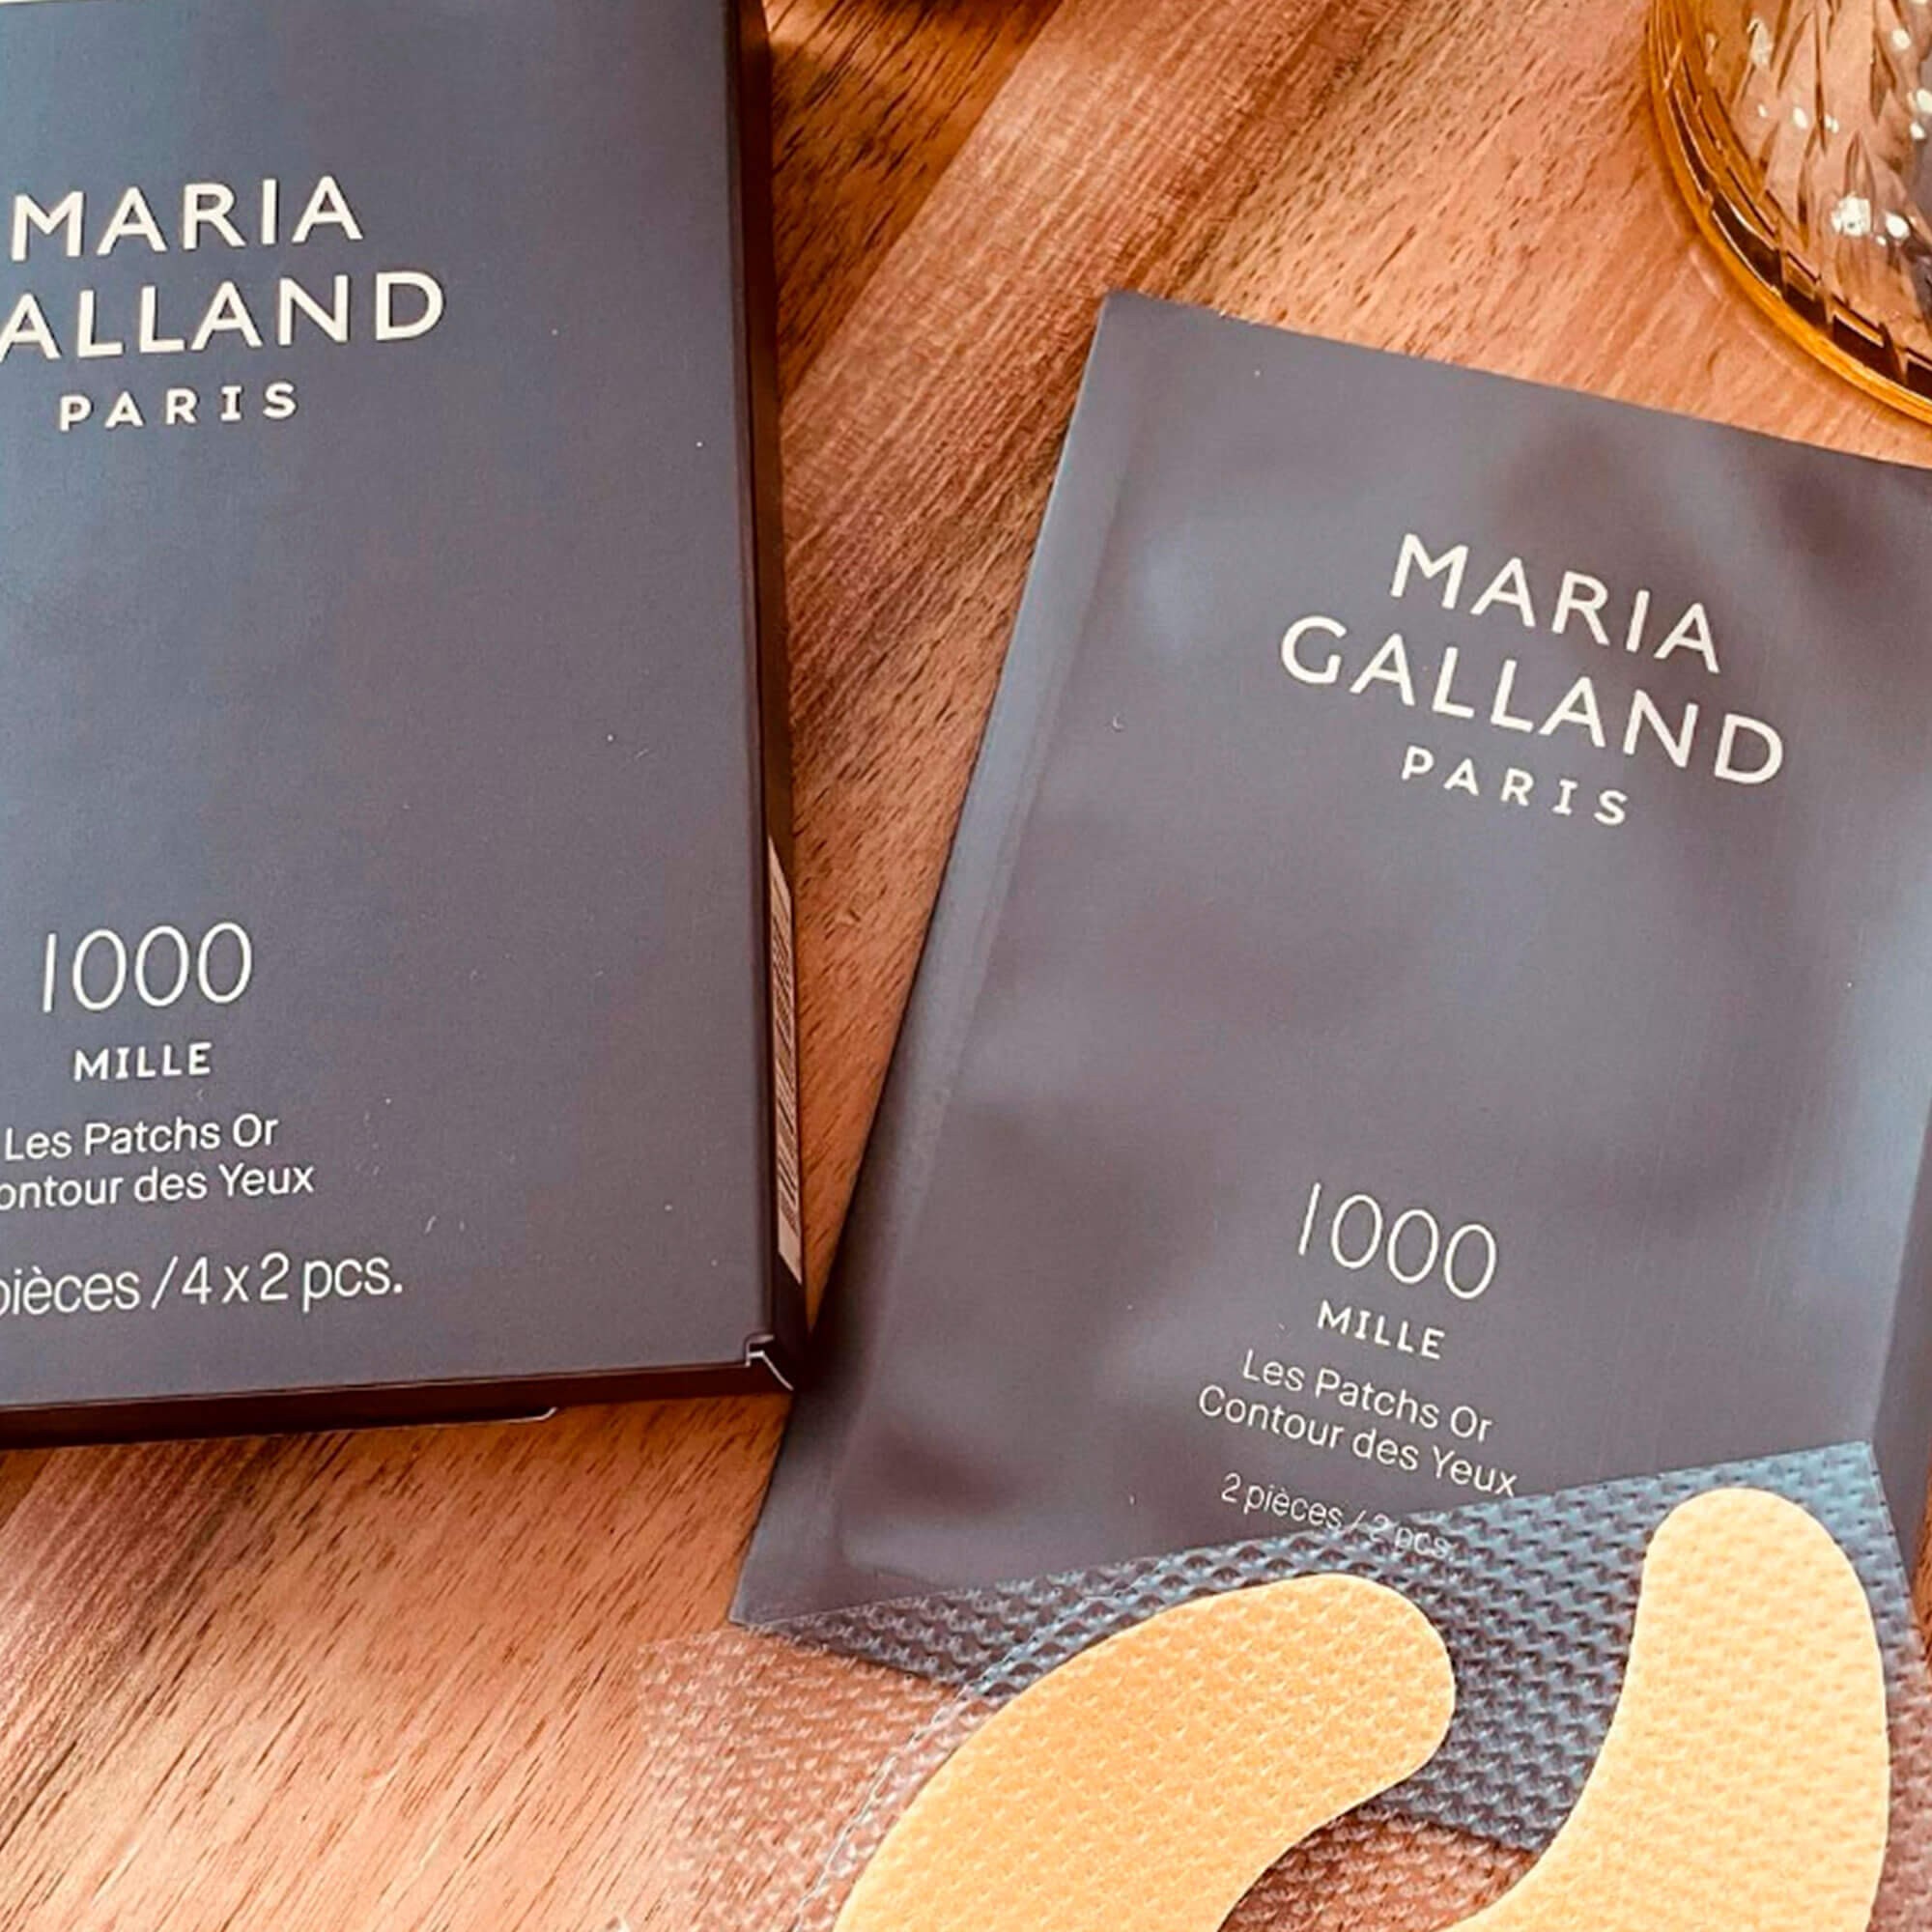 MARIA
ALLAND
PARIS
1000
MILLE
Les Patchs Or
ontour des Yeux
pièces / 4 x 2 pcs.
MARIA
GALLAND
PARIS
1000
MILLE
Les Patchs Or
Contour des Yeux
2 pièces / 2 pcs.